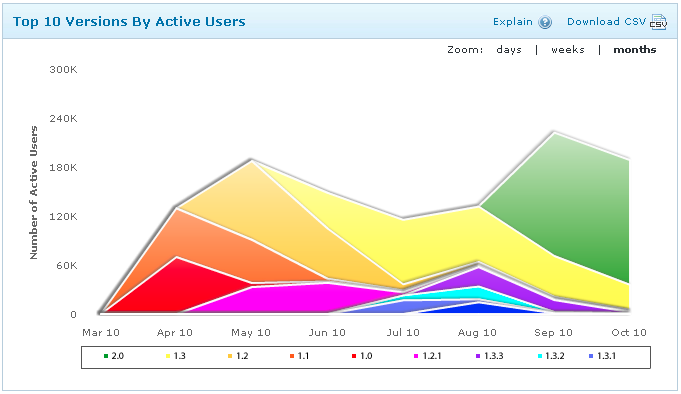 Top 10 Versions By Active Users
Explain ? Download CSV CSV
Zoom: days | weeks | months
Number of Active Users
300K
240K
180K
120K
60K
0
Mar 10 Apr 10 May 10 Jun 10 Jul 10 Aug 10 Sep 10 Oct 10
2.0 1.3 1.2 1.1 1.0 1.2.1 1.3.3 1.3.2 1.3.1